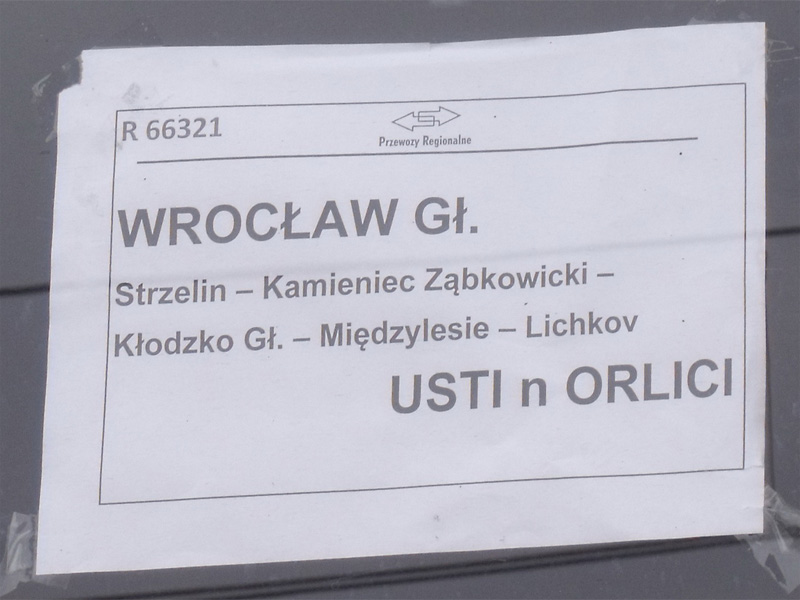 R 66321
Przewozy Regionalne
WROCŁAW Gł.
Strzelin – Kamieniec Ząbkowicki –
Kłodzko Gł. – Międzylesie – Lichkov
USTI n ORLICI